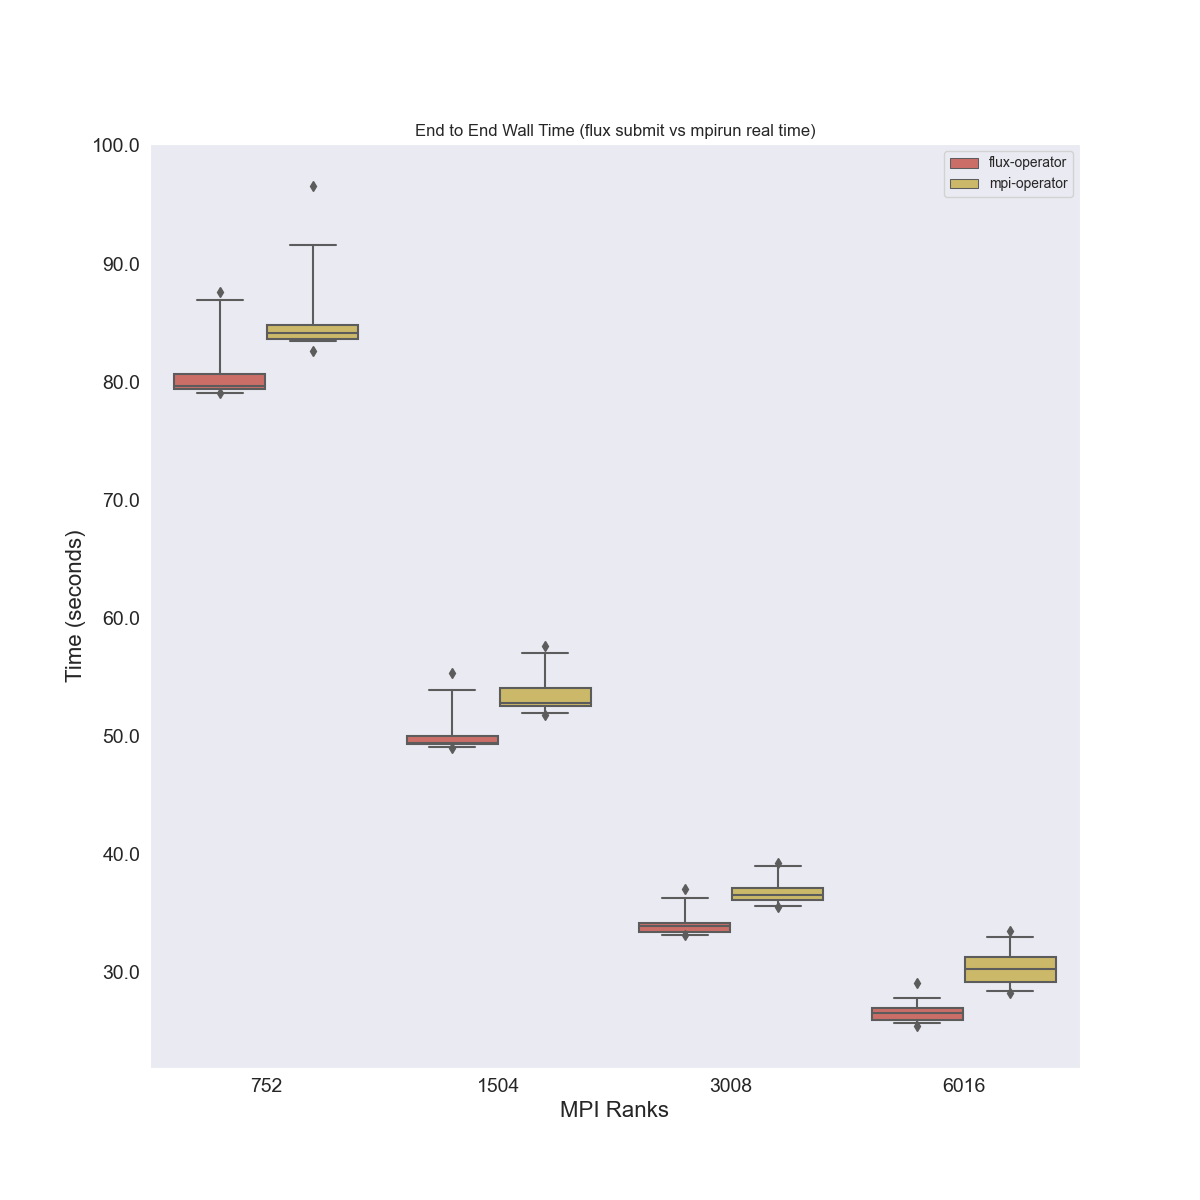 End to End Wall Time (flux submit vs mpirun real time)
100.0
90.0
80.0
70.0
60.0
50.0
40.0
30.0
Time (seconds)
flux-operator
mpi-operator
752
1504
3008
6016
MPI Ranks